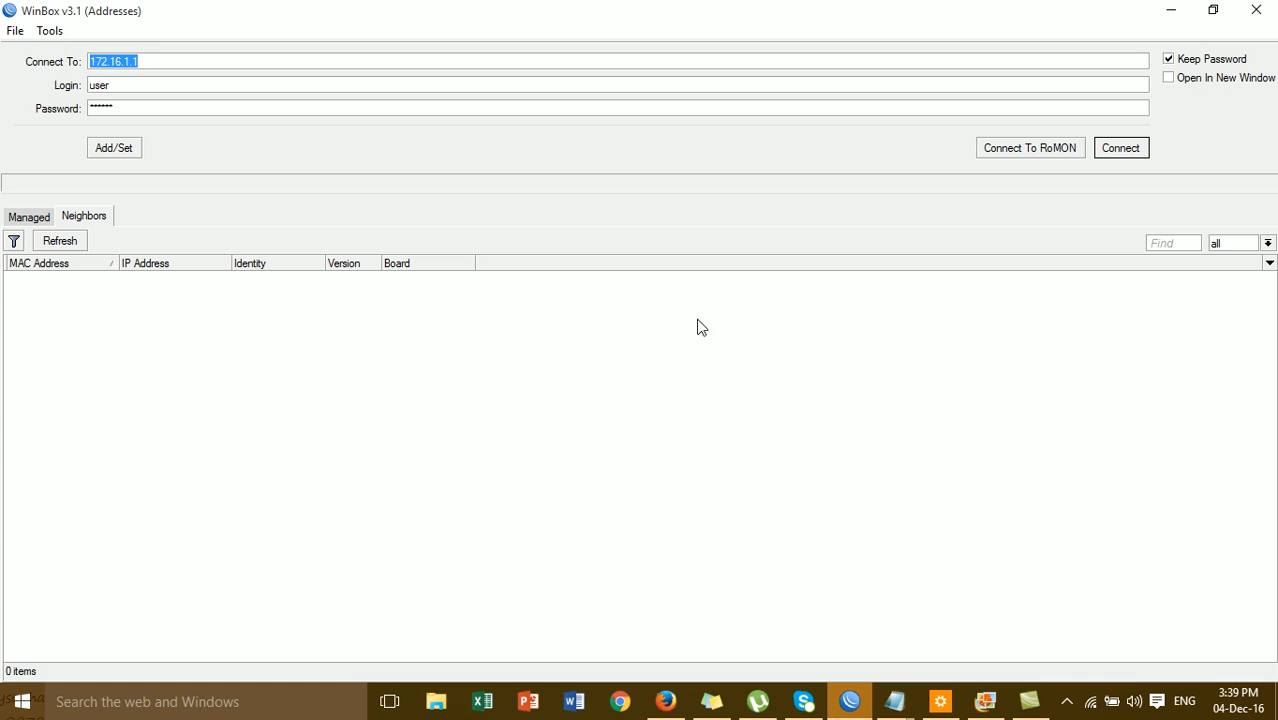 WinBox v3.1 (Addresses)
File Tools
Connect To: 172.16.1.1
Keep Password
Login: user
Open In New Window
Password: ******
Add/Set
Connect To RoMON
Connect
Managed
Neighbors
Refresh
Find
all
MAC Address
IP Address
Identity
Version
Board
0 items
Search the web and Windows
ENG
3:39 PM
04-Dec-16